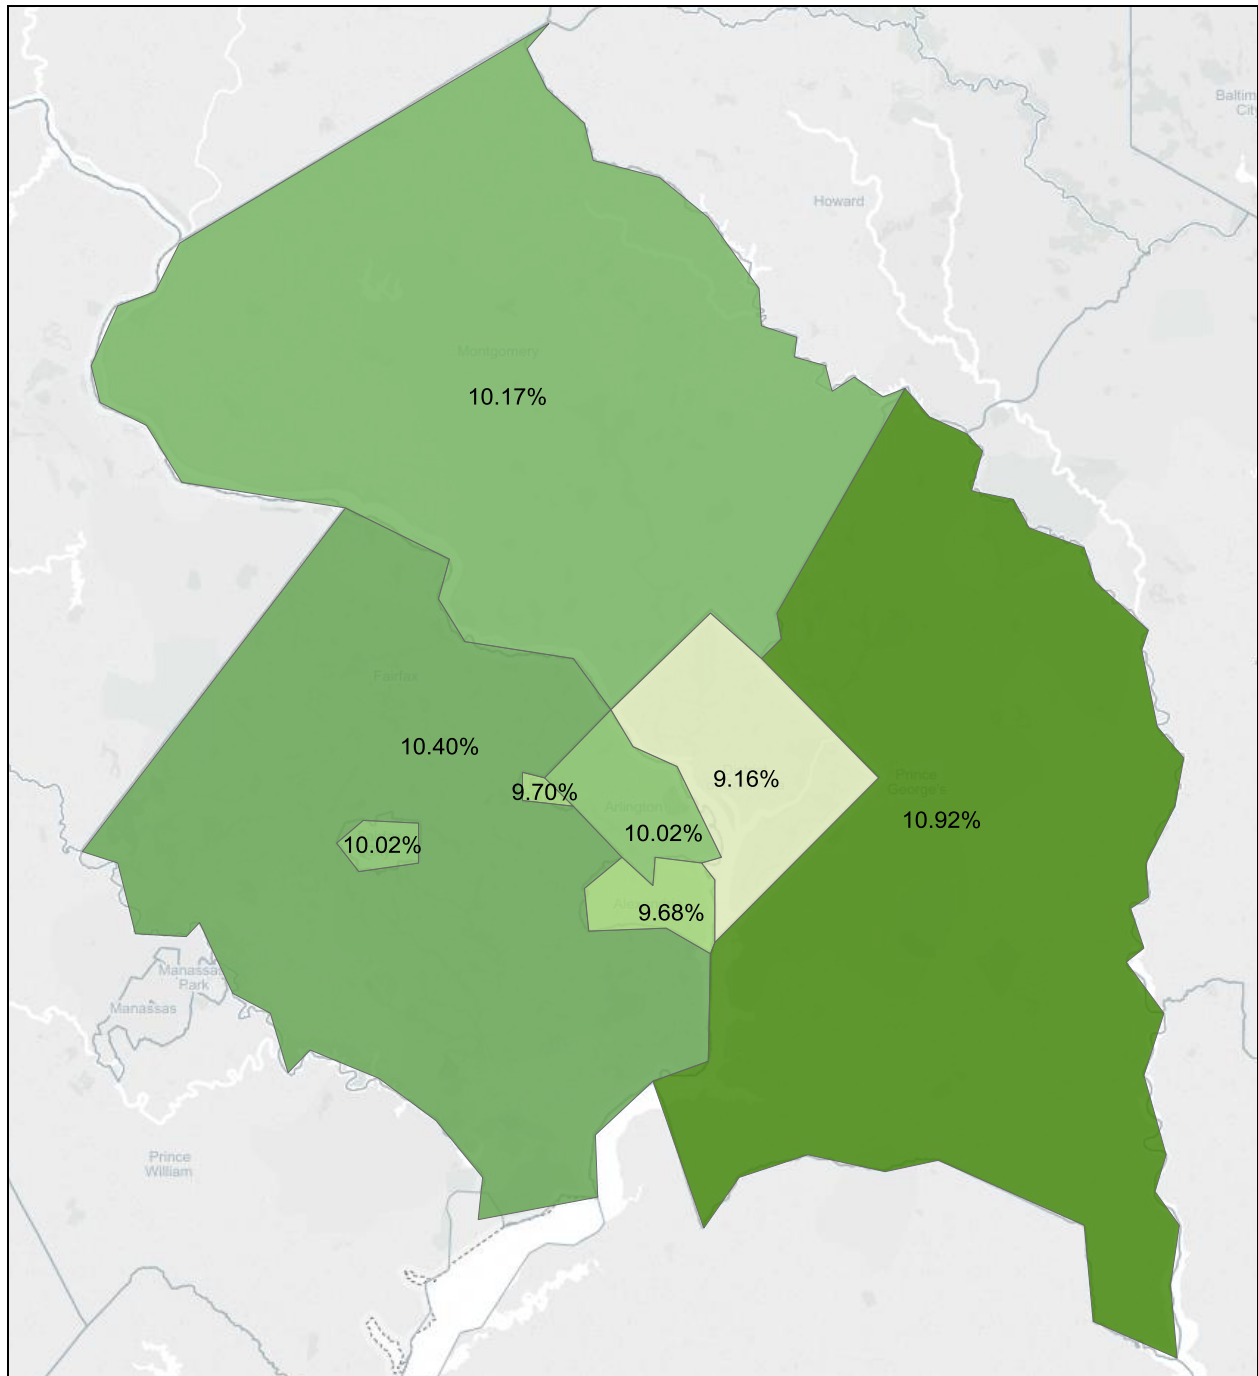 Baltim
Cit
Howard
Montgomery
10.17%
Fairfax
10.40%
9.16%
Prince
George's
9.70%
Arlington
10.92%
10.02%
10.02%
9.68%
Manassas
Park
Manassas
Prince
William